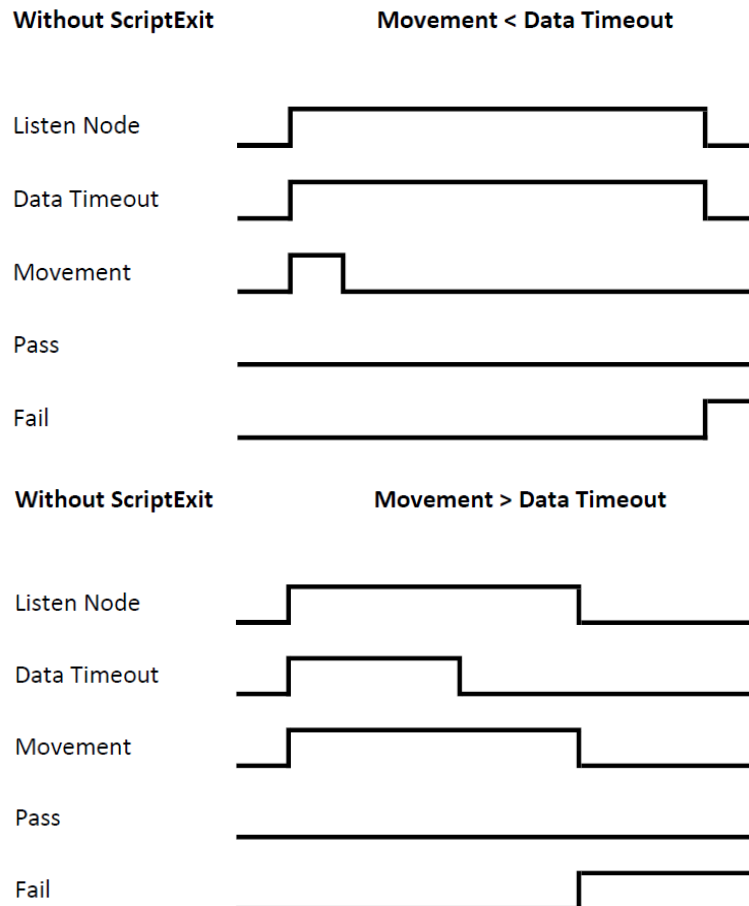 Without ScriptExit Movement < Data Timeout
Listen Node
Data Timeout
Movement
Pass
Fail
Without ScriptExit Movement > Data Timeout
Listen Node
Data Timeout
Movement
Pass
Fail